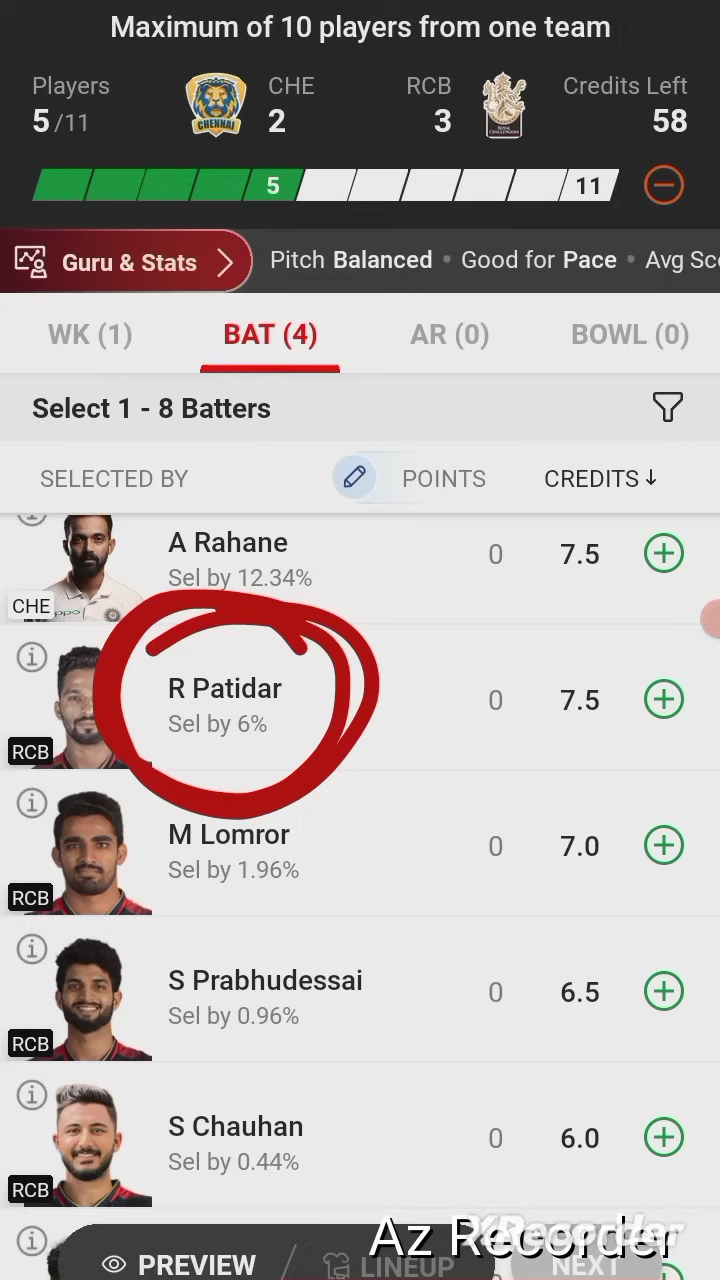 Maximum of 10 players from one team
Players CHE RCB Credits Left
5/11 CHENNAI 2 3 58
5 11
Guru & Stats Pitch Balanced • Good for Pace • Avg Sc
WK (1) BAT (4) AR (0) BOWL (0)
Select 1 - 8 Batters
SELECTED BY POINTS CREDITS↓
A Rahane 0 7.5
Sel by 12.34%
CHE oppo
R Patidar 0 7.5
Sel by 6%
RCB
M Lomror 0 7.0
Sel by 1.96%
RCB
S Prabhudessai 0 6.5
Sel by 0.96%
RCB
S Chauhan 0 6.0
Sel by 0.44%
RCB
Az Recorder
XRecorder
PREVIEW LINEUP NEXT